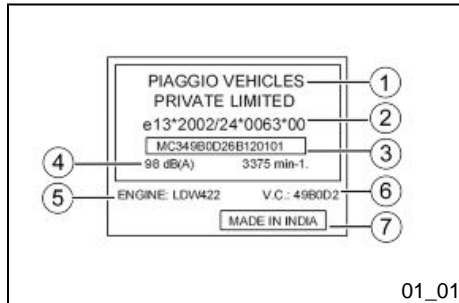 PIAGGIO VEHICLES 1
PRIVATE LIMITED
e13*2002/24*0063*00 2
MC349B0D26B120101 3
4 98 dB(A) 3375 min-1.
5 ENGINE: LDW422 V.C.: 49B0D2 6
MADE IN INDIA 7
01_01